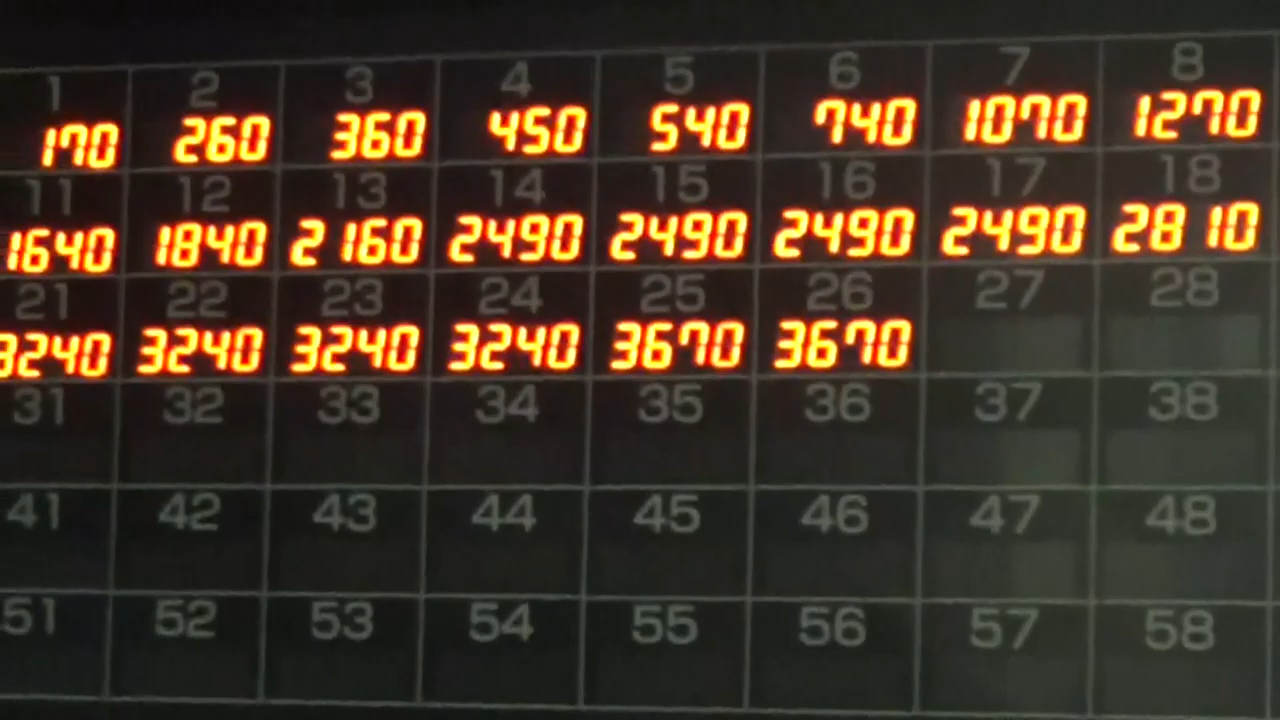 1 2 3 4 5 6 7 8
170 260 360 450 540 740 1070 1270
11 12 13 14 15 16 17 18
1640 1840 2160 2490 2490 2490 2490 2810
21 22 23 24 25 26 27 28
3240 3240 3240 3240 3670 3670
31 32 33 34 35 36 37 38
41 42 43 44 45 46 47 48
51 52 53 54 55 56 57 58